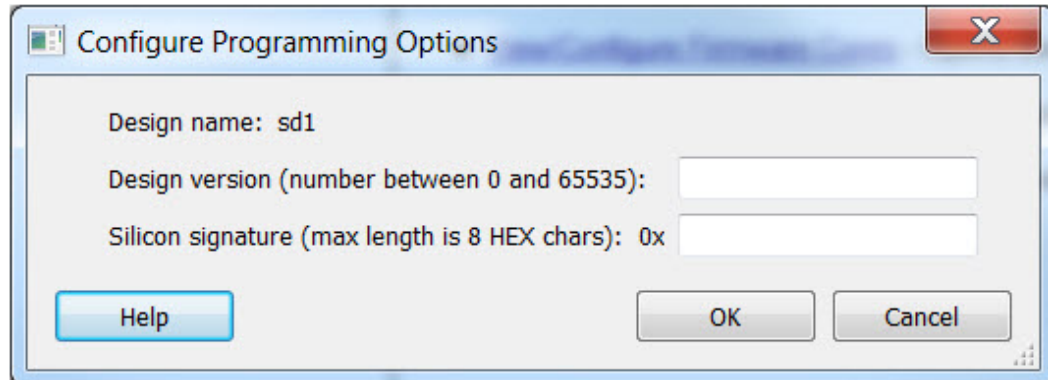 Configure Programming Options
Design name: sd1
Design version (number between 0 and 65535):
Silicon signature (max length is 8 HEX chars): 0x
Help OK Cancel